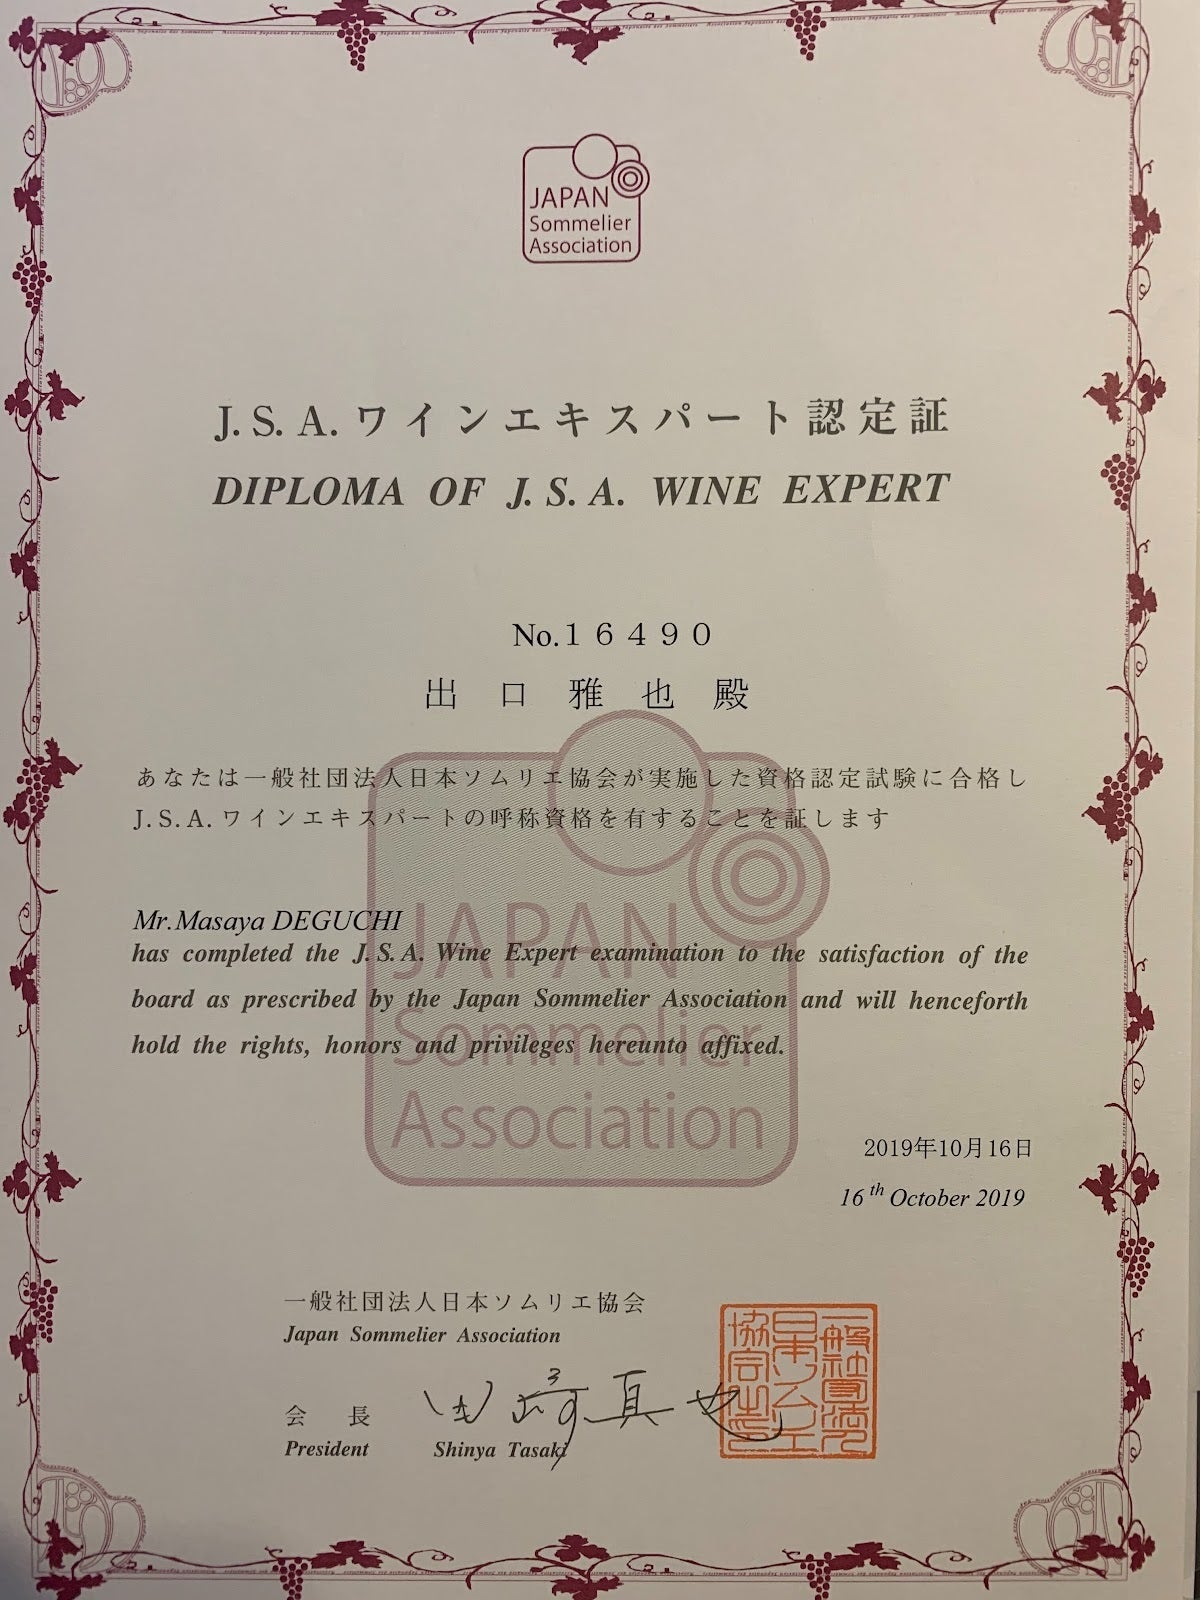 JAPAN
Sommelier
Association
J.S.A.ワインエキスパート認定証
DIPLOMA OF J.S.A. WINE EXPERT
No.１６４９０
出口雅也殿
あなたは一般社団法人日本ソムリエ協会が実施した資格認定試験に合格し
J.S.A.ワインエキスパートの呼称資格を有することを証します
Mr.Masaya DEGUCHI
has completed the J.S.A. Wine Expert examination to the satisfaction of the
board as prescribed by the Japan Sommelier Association and will henceforth
hold the rights, honors and privileges hereunto affixed.
JAPAN
Sommelier
Association
2019年10月16日
16th October 2019
一般社団法人日本ソムリエ協会
Japan Sommelier Association
会長 田崎真也
President Shinya Tasaki